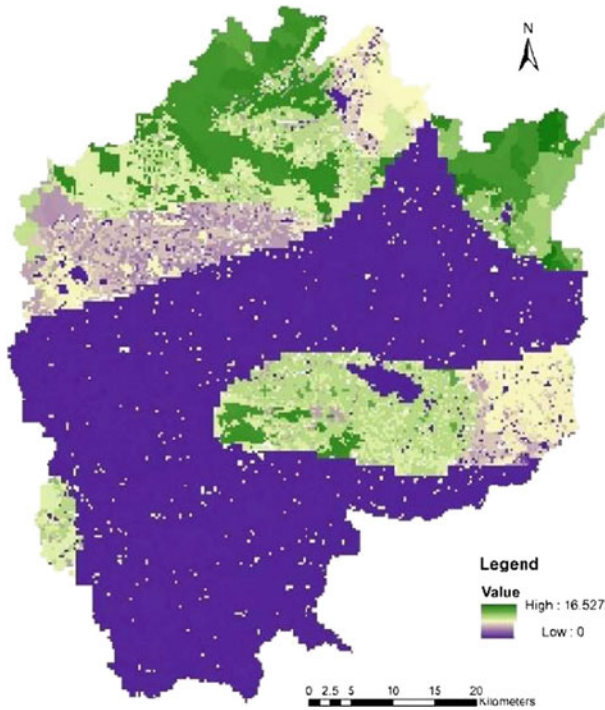 N
Legend
Value
High : 16.527
Low : 0
0 2.5 5 10 15 20
Kilometers